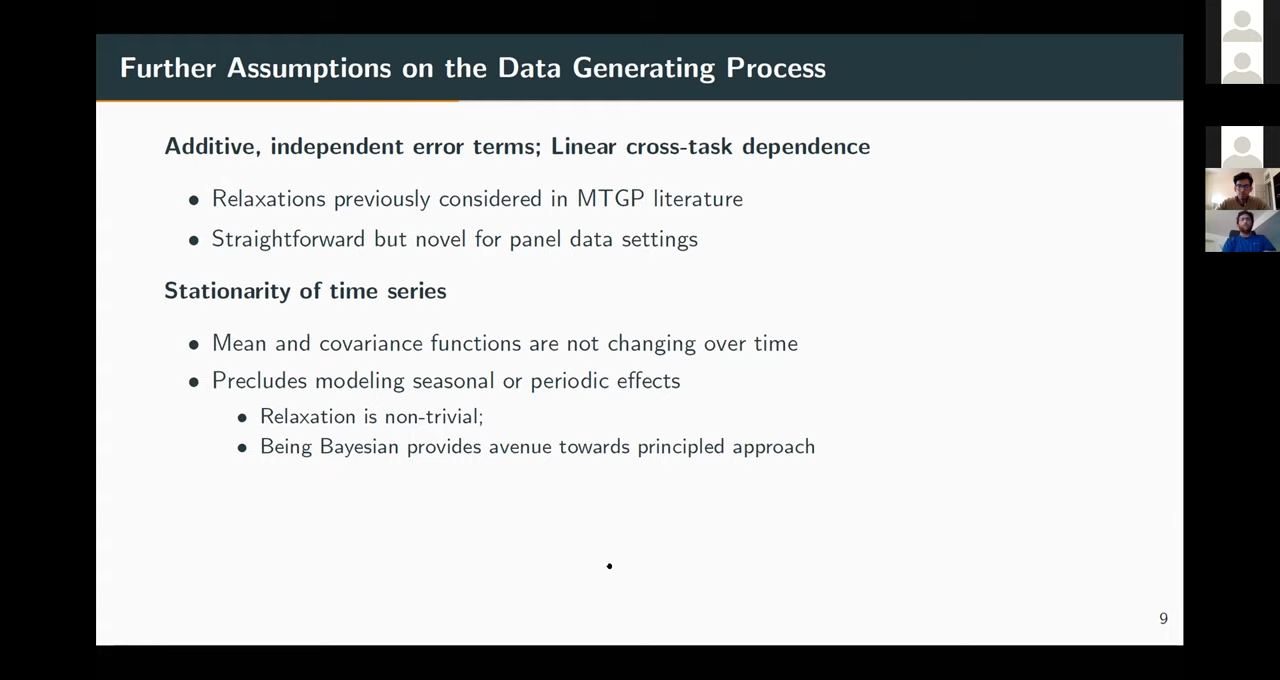 Further Assumptions on the Data Generating Process
Additive, independent error terms; Linear cross-task dependence
• Relaxations previously considered in MTGP literature
• Straightforward but novel for panel data settings
Stationarity of time series
• Mean and covariance functions are not changing over time
• Precludes modeling seasonal or periodic effects
• Relaxation is non-trivial;
• Being Bayesian provides avenue towards principled approach
9